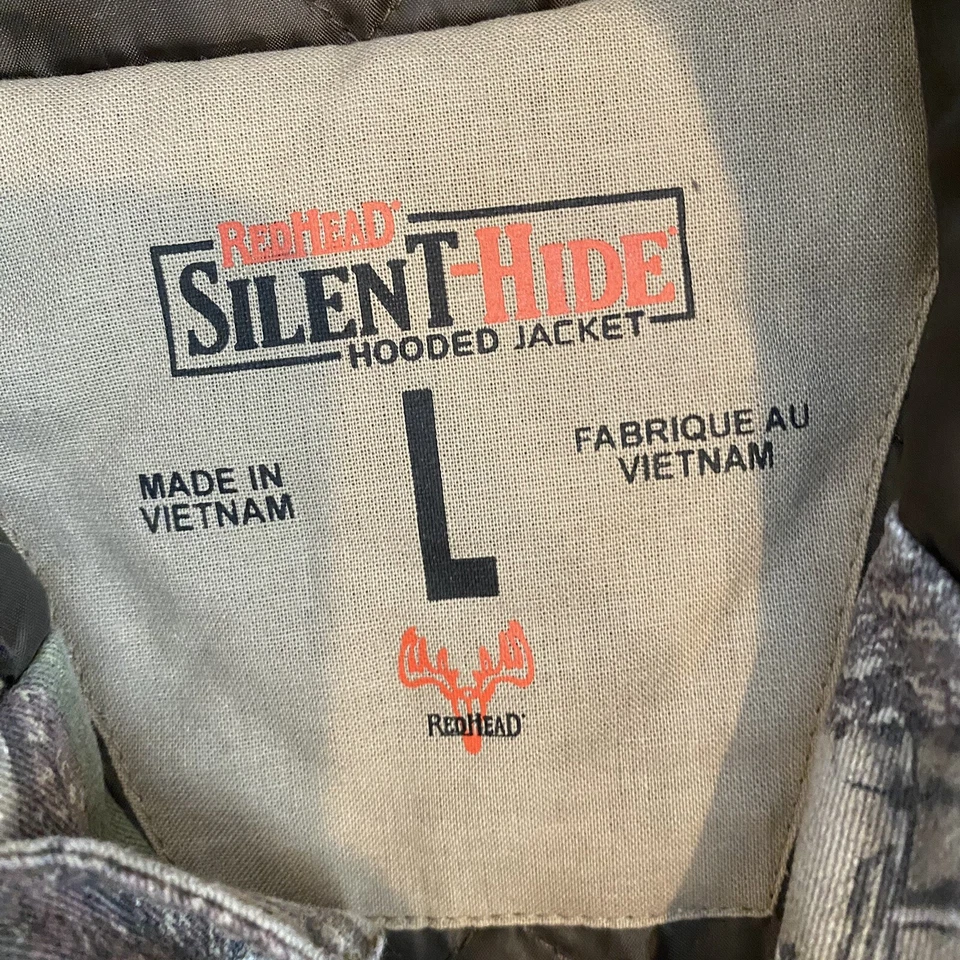 REDHEAD®
SILENT-HIDE®
HOODED JACKET
L
MADE IN
VIETNAM
FABRIQUE AU
VIETNAM
REDHEAD®